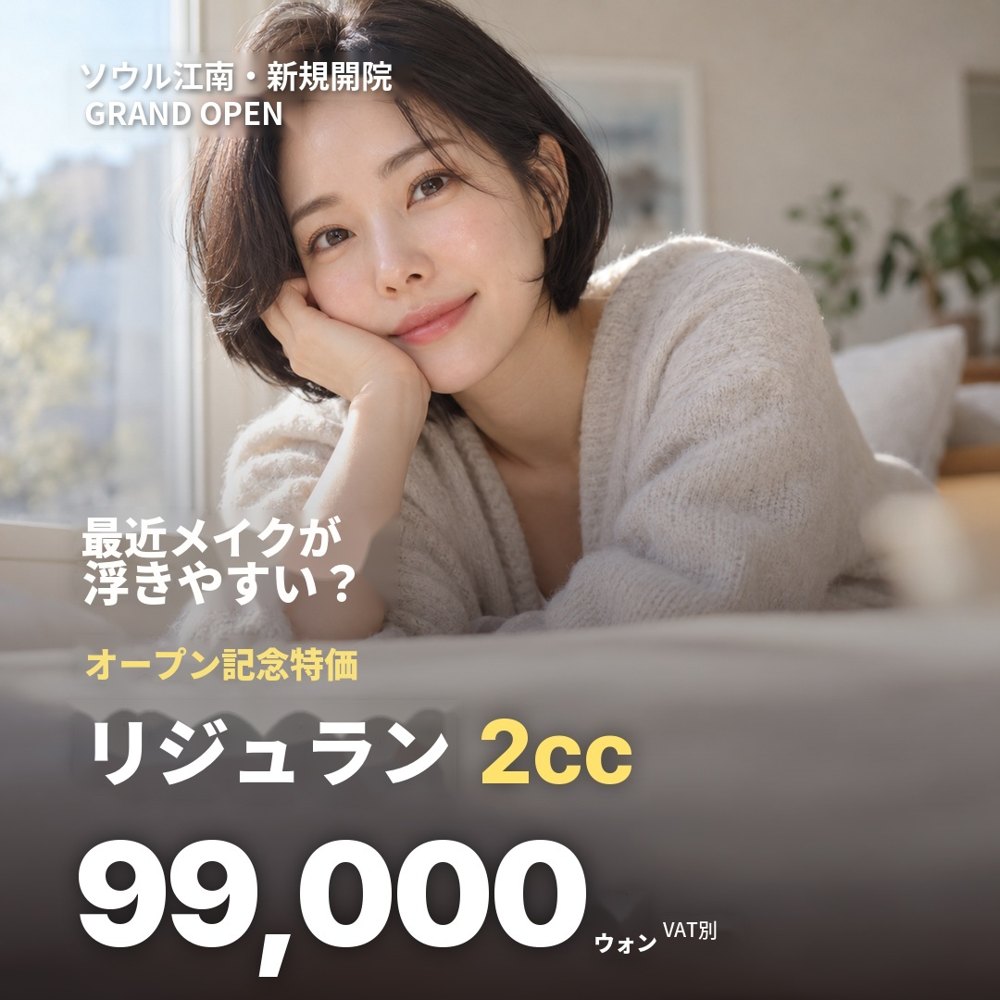 ソウル江南・新規開院
GRAND OPEN
最近メイクが
浮きやすい？
オープン記念特価
リジュラン 2cc
99,000 ウォン VAT別